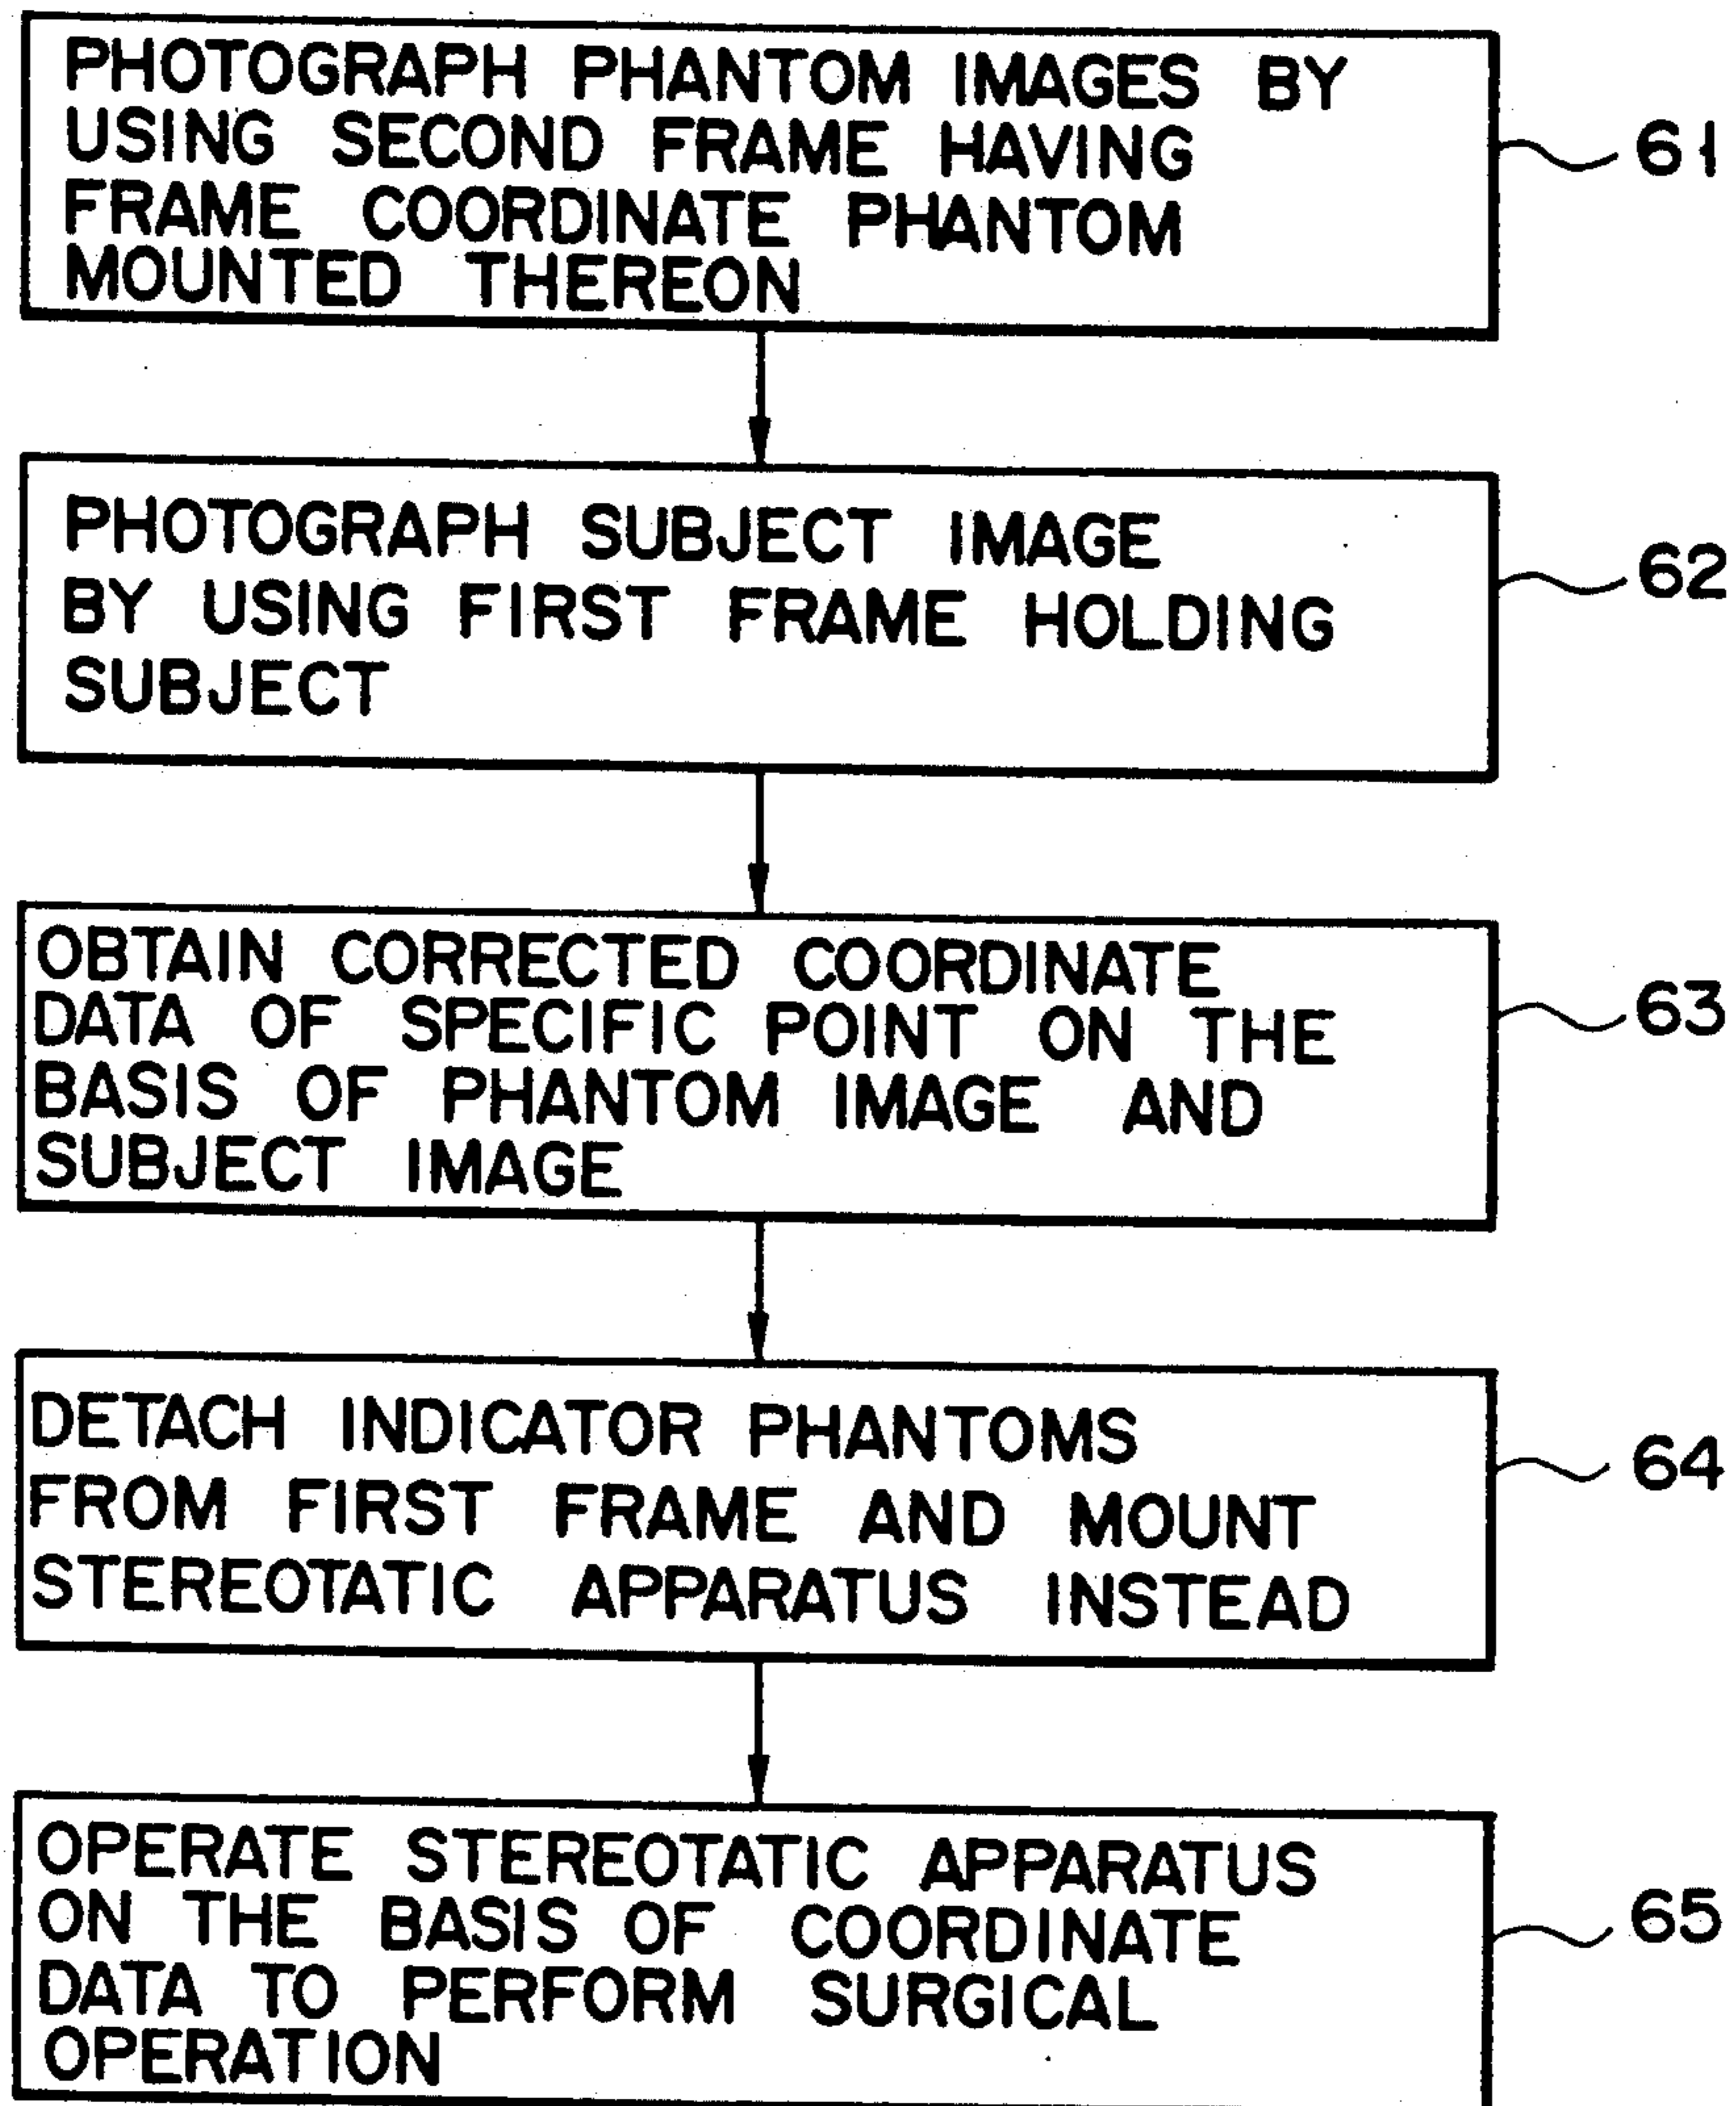 PHOTOGRAPH PHANTOM IMAGES BY
USING SECOND FRAME HAVING
FRAME COORDINATE PHANTOM
MOUNTED THEREON
61
PHOTOGRAPH SUBJECT IMAGE
BY USING FIRST FRAME HOLDING
SUBJECT
62
OBTAIN CORRECTED COORDINATE
DATA OF SPECIFIC POINT ON THE
BASIS OF PHANTOM IMAGE AND
SUBJECT IMAGE
63
DETACH INDICATOR PHANTOMS
FROM FIRST FRAME AND MOUNT
STEREOTATIC APPARATUS INSTEAD
64
OPERATE STEREOTATIC APPARATUS
ON THE BASIS OF COORDINATE
DATA TO PERFORM SURGICAL
OPERATION
65